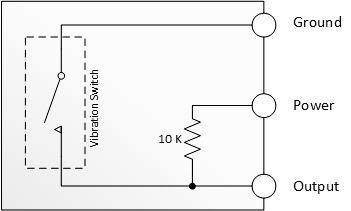 Ground
Power
Vibration Switch
10 K
Output